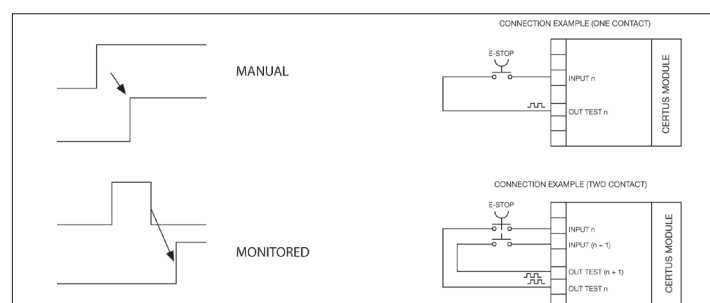 MANUAL
MONITORED
CONNECTION EXAMPLE (ONE CONTACT)
E-STOP
INPUT n
OUT TEST n
CERTUS MODULE
CONNECTION EXAMPLE (TWO CONTACT)
E-STOP
INPUT n
INPUT (n + 1)
OUT TEST (n + 1)
OUT TEST n
CERTUS MODULE